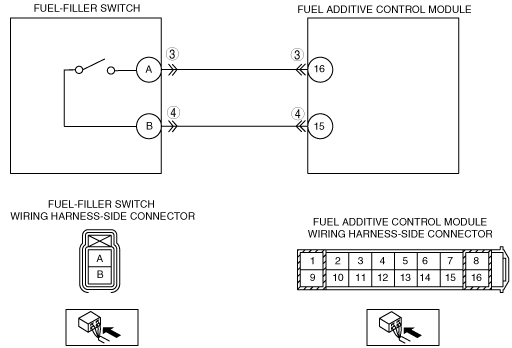 FUEL-FILLER SWITCH
FUEL ADDITIVE CONTROL MODULE
3 3
A 16
4 4
B 15
FUEL-FILLER SWITCH
WIRING HARNESS-SIDE CONNECTOR
A
B
FUEL ADDITIVE CONTROL MODULE
WIRING HARNESS-SIDE CONNECTOR
1 2 3 4 5 6 7 8
9 10 11 12 13 14 15 16